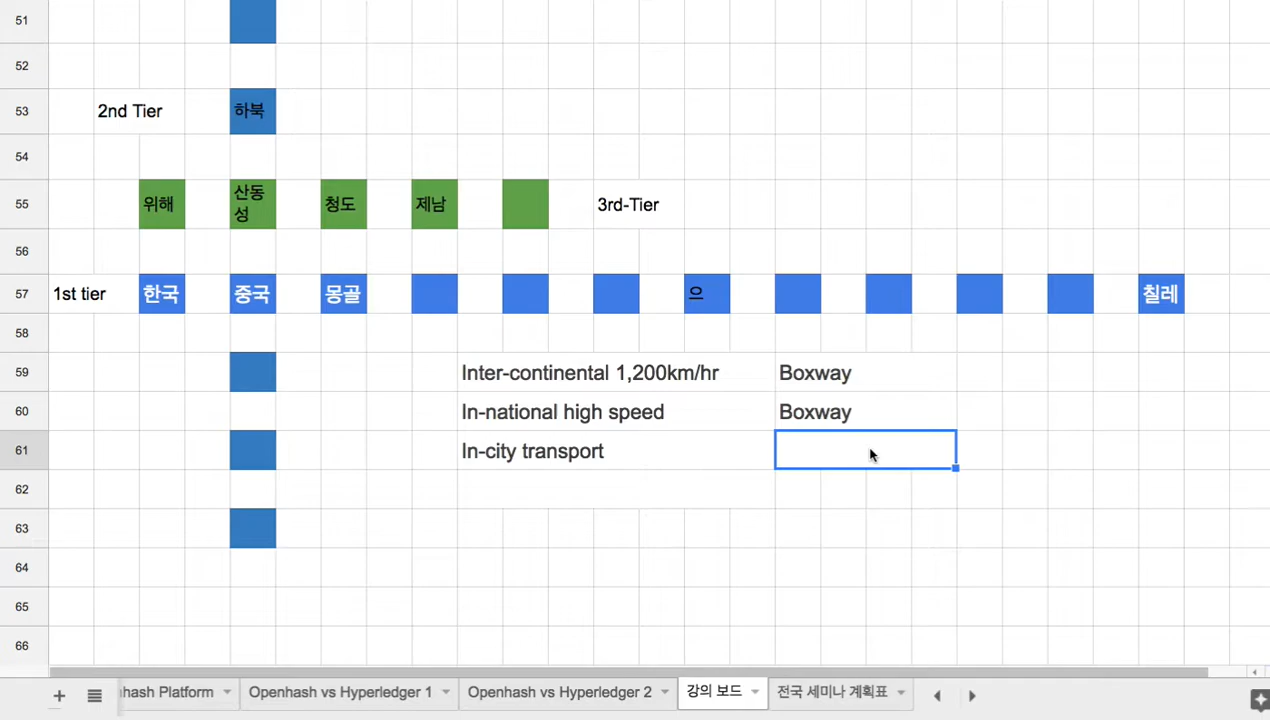 51
52
53 2nd Tier 하북
54
55 위해 산동 청도 제남 3rd-Tier
성
56
57 1st tier 한국 중국 몽골 으 칠레
58
59 Inter-continental 1,200km/hr Boxway
60 In-national high speed Boxway
61 In-city transport
62
63
64
65
66
hash Platform Openhash vs Hyperledger 1 Openhash vs Hyperledger 2 강의 보드 전국 세미나 계획표